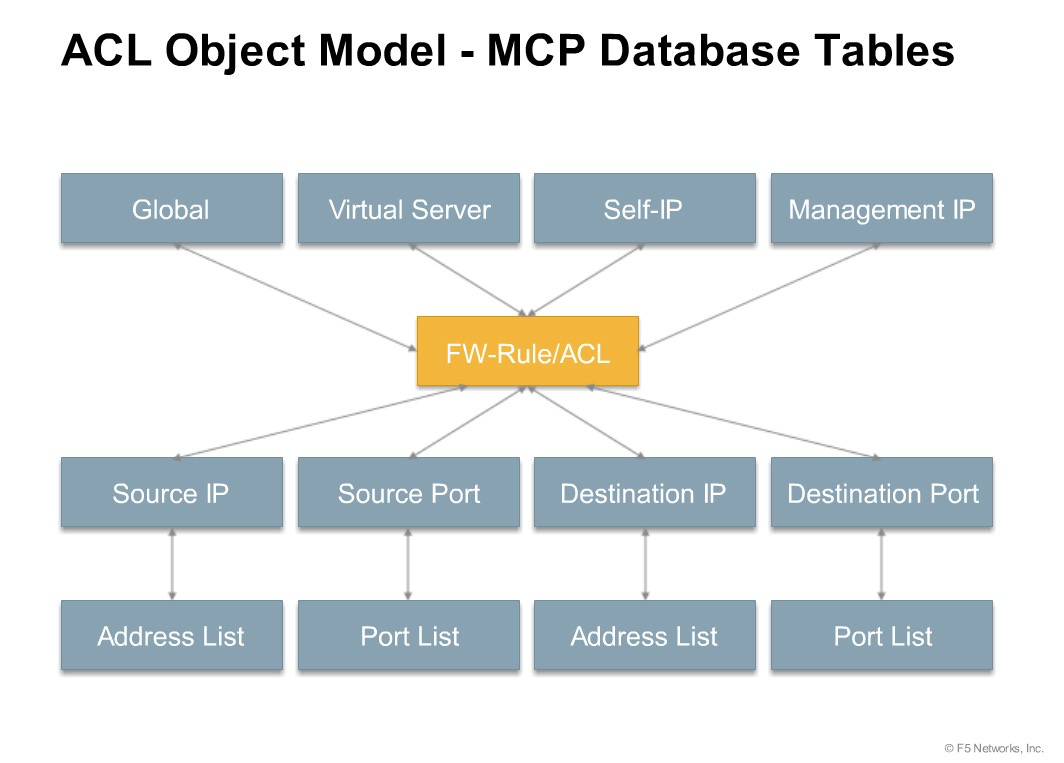 ACL Object Model - MCP Database Tables
Global
Virtual Server
Self-IP
Management IP
FW-Rule/ACL
Source IP
Source Port
Destination IP
Destination Port
Address List
Port List
Address List
Port List
© F5 Networks, Inc.